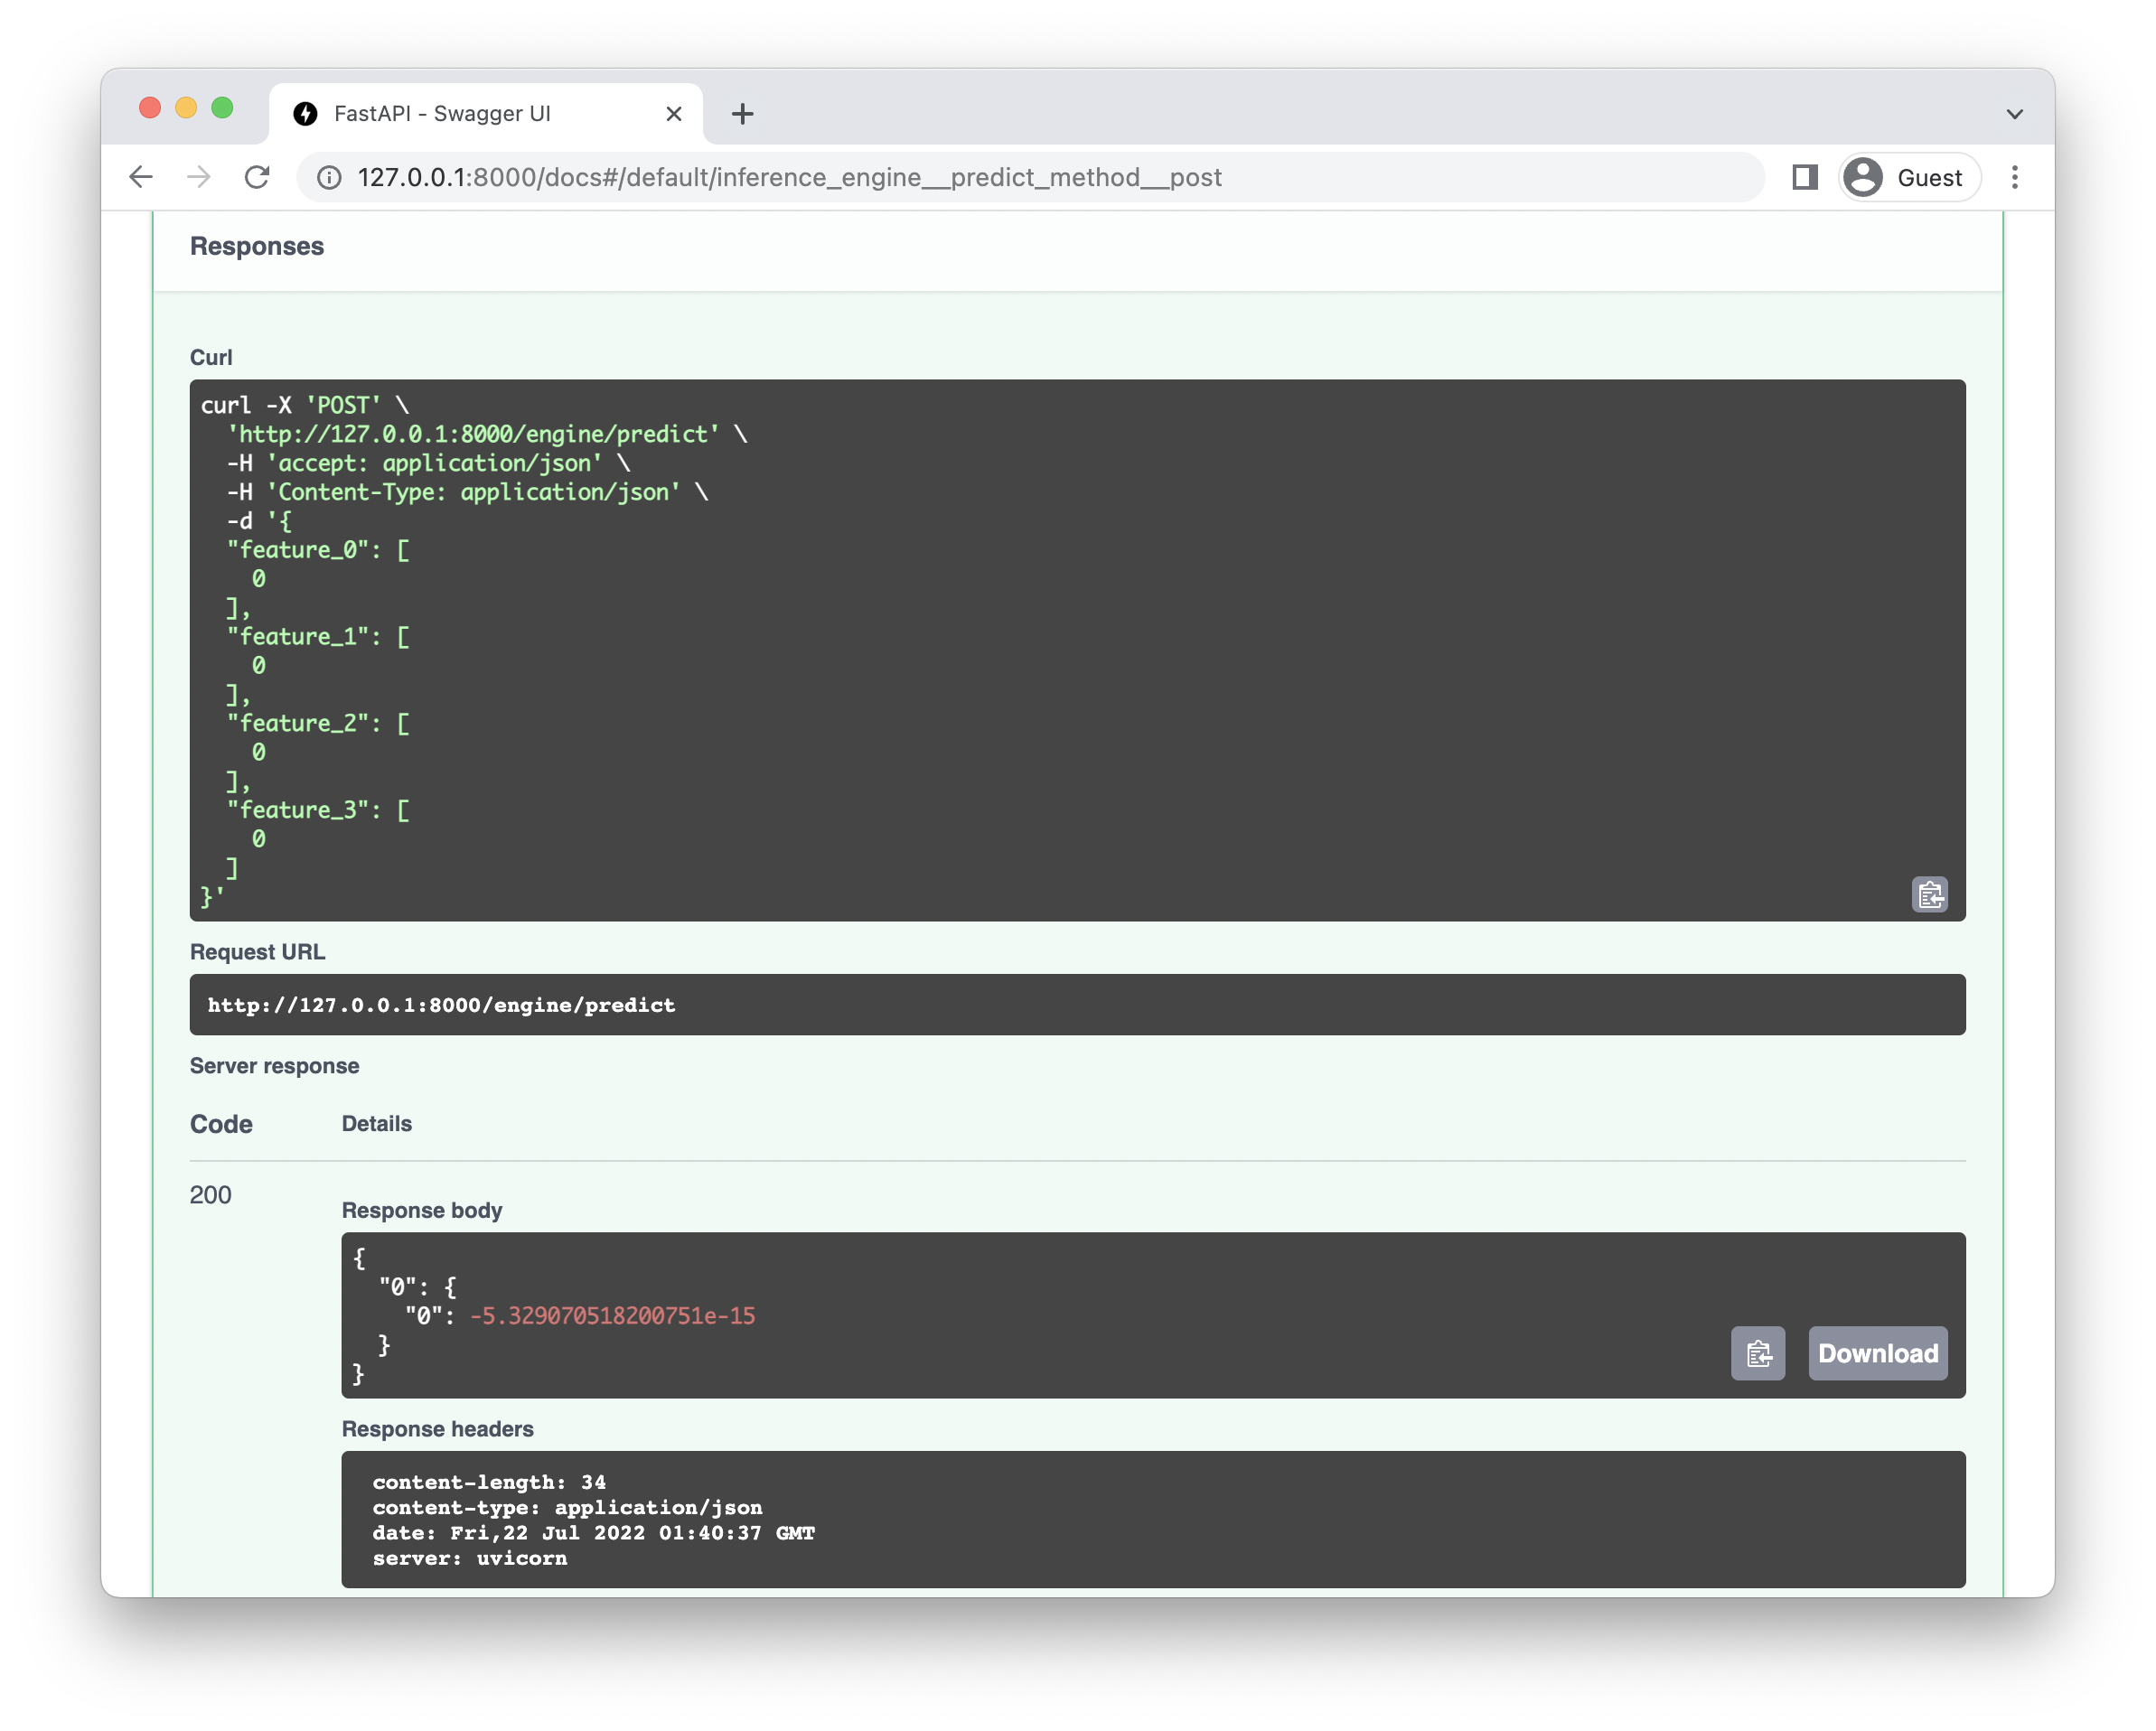 FastAPI - Swagger UI
127.0.0.1:8000/docs#/default/inference_engine__predict_method__post
Guest
Responses
Curl
curl -X 'POST' \
  'http://127.0.0.1:8000/engine/predict' \
  -H 'accept: application/json' \
  -H 'Content-Type: application/json' \
  -d '{
  "feature_0": [
    0
  ],
  "feature_1": [
    0
  ],
  "feature_2": [
    0
  ],
  "feature_3": [
    0
  ]
}'
Request URL
http://127.0.0.1:8000/engine/predict
Server response
Code Details
200
Response body
{
  "0": {
    "0": -5.329070518200751e-15
  }
}
Download
Response headers
content-length: 34
content-type: application/json
date: Fri,22 Jul 2022 01:40:37 GMT
server: uvicorn